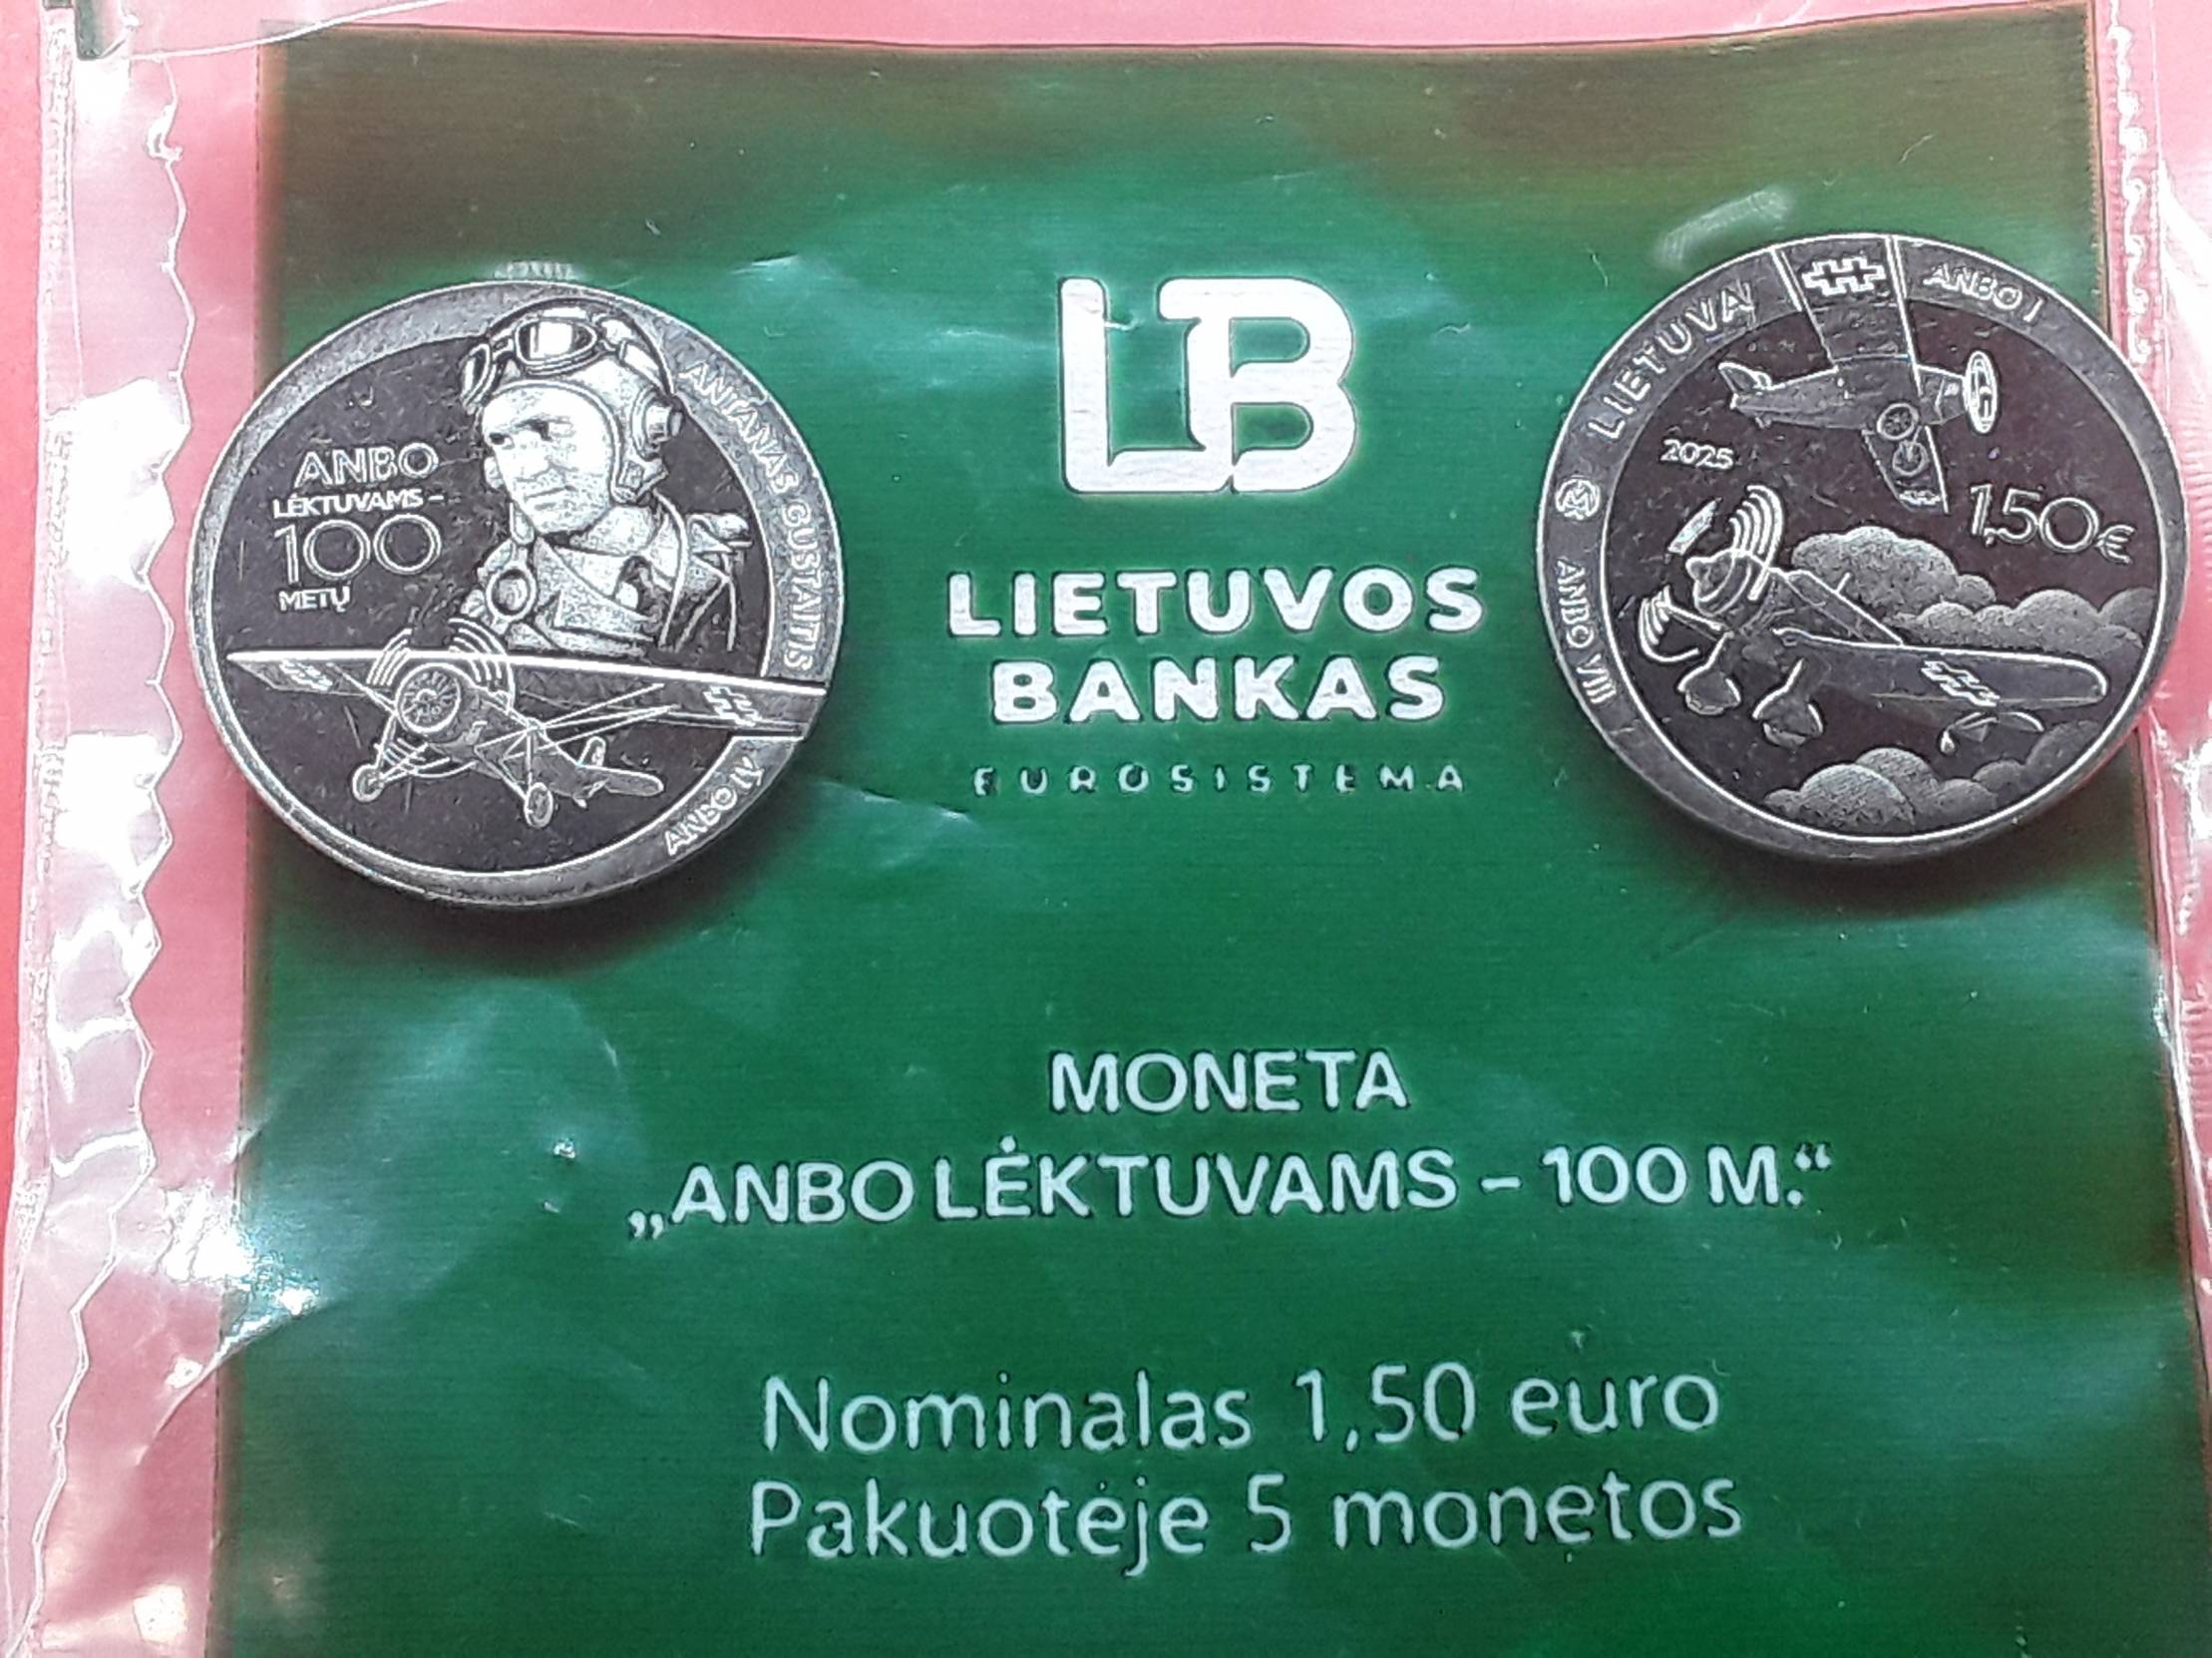 ANBO
LĖKTUVAMS –
100
METŲ
ANTANAS GUSTAITIS
ANBO IV
LB
LIETUVOS
BANKAS
EUROSISTEMA
LIETUVA
ANBO I
2025
1,50€
ANBO VIII
MONETA
„ANBO LĖKTUVAMS – 100 M.“
Nominalas 1,50 euro
Pakuotėje 5 monetos